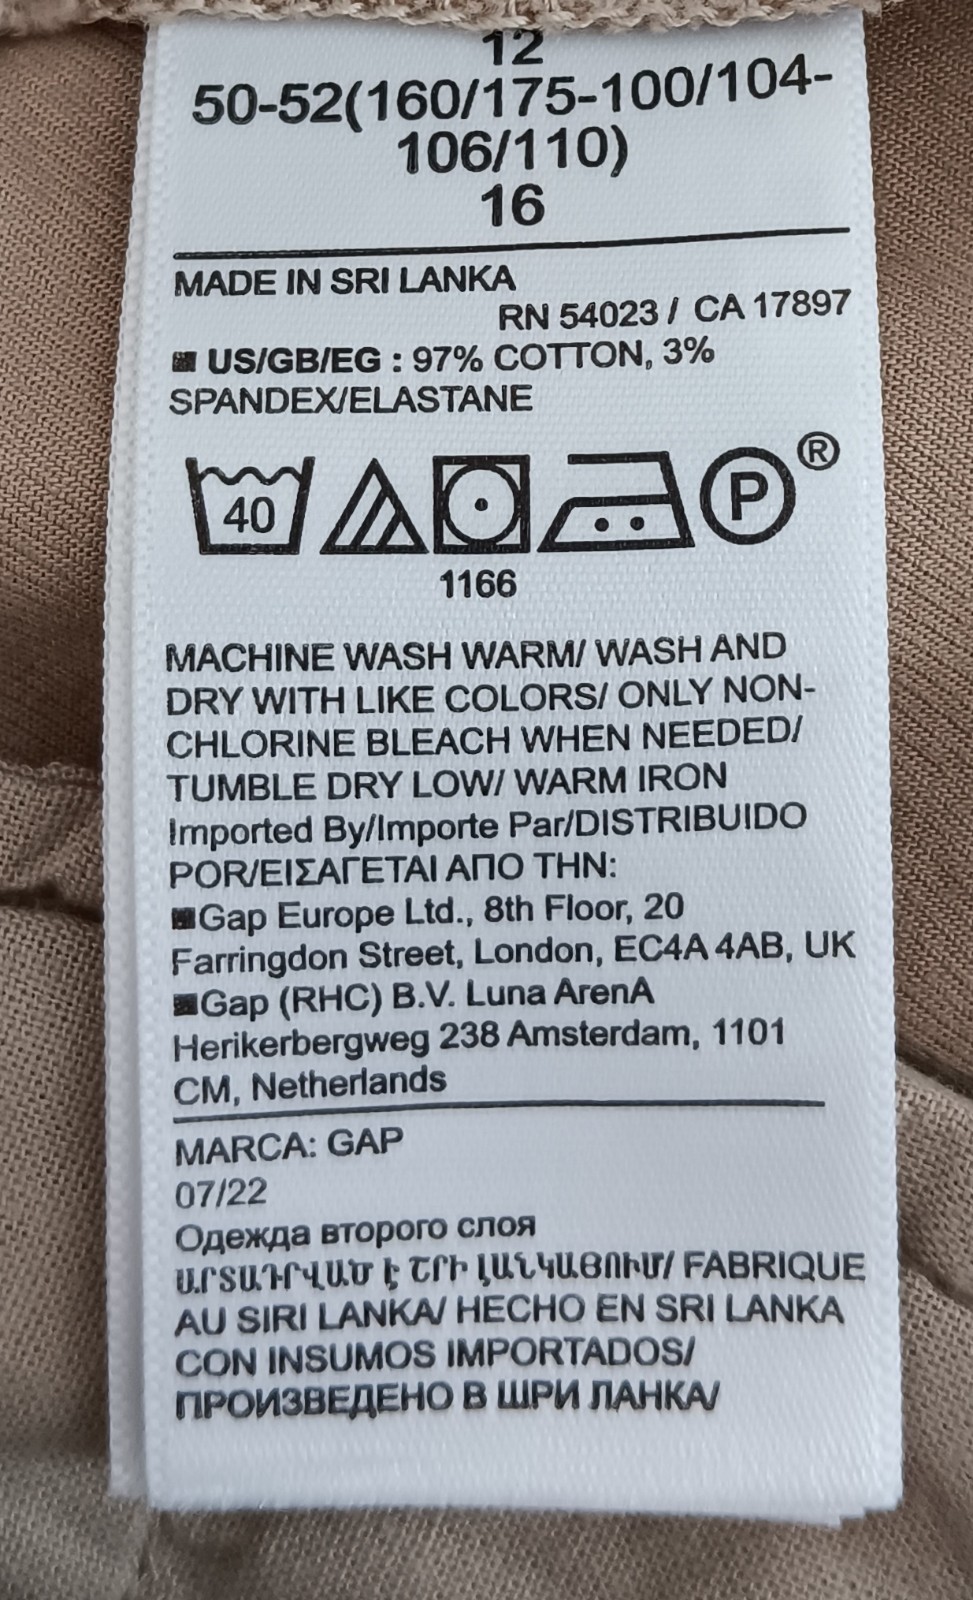 12
50-52(160/175-100/104-
106/110)
16
MADE IN SRI LANKA
RN 54023 / CA 17897
US/GB/EG : 97% COTTON, 3%
SPANDEX/ELASTANE
40
P
®
1166
MACHINE WASH WARM/ WASH AND
DRY WITH LIKE COLORS/ ONLY NON-
CHLORINE BLEACH WHEN NEEDED/
TUMBLE DRY LOW/ WARM IRON
Imported By/Importe Par/DISTRIBUIDO
POR/ΕΙΣΑΓΕΤΑΙ ΑΠΟ ΤΗΝ:
Gap Europe Ltd., 8th Floor, 20
Farringdon Street, London, EC4A 4AB, UK
Gap (RHC) B.V. Luna ArenA
Herikerbergweg 238 Amsterdam, 1101
CM, Netherlands
MARCA: GAP
07/22
Одежда второго слоя
ԱՐՏԱԴՐՎԱԾ Է ՇՐԻ ԼԱՆԿԱՅՈՒՄ/ FABRIQUE
AU SIRI LANKA/ HECHO EN SRI LANKA
CON INSUMOS IMPORTADOS/
ПРОИЗВЕДЕНО В ШРИ ЛАНКА/